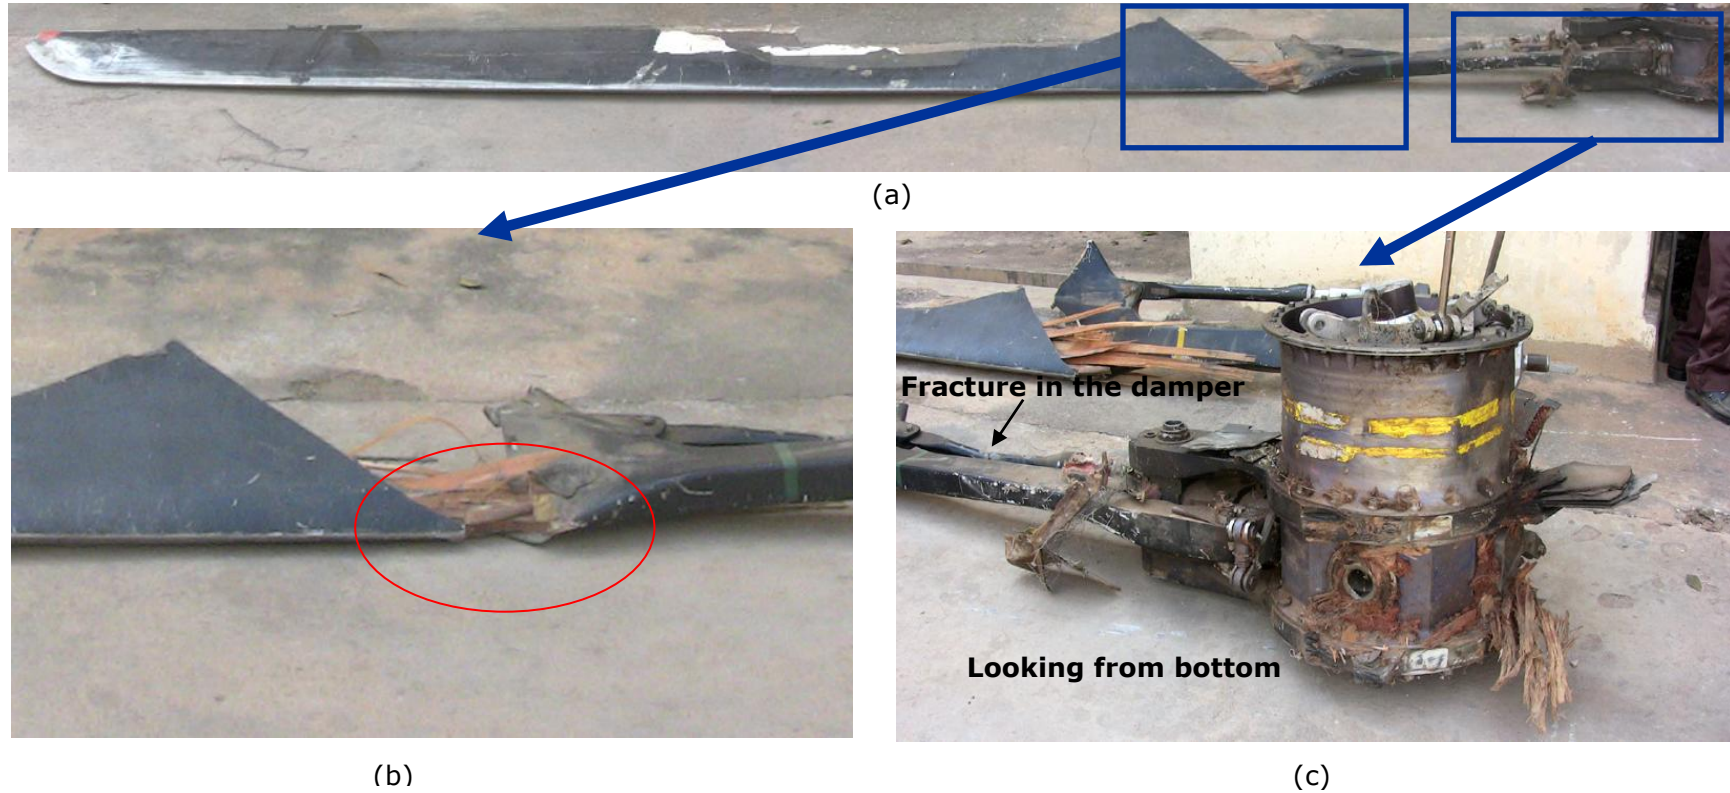 (a)
Fracture in the damper
Looking from bottom
(b)
(c)